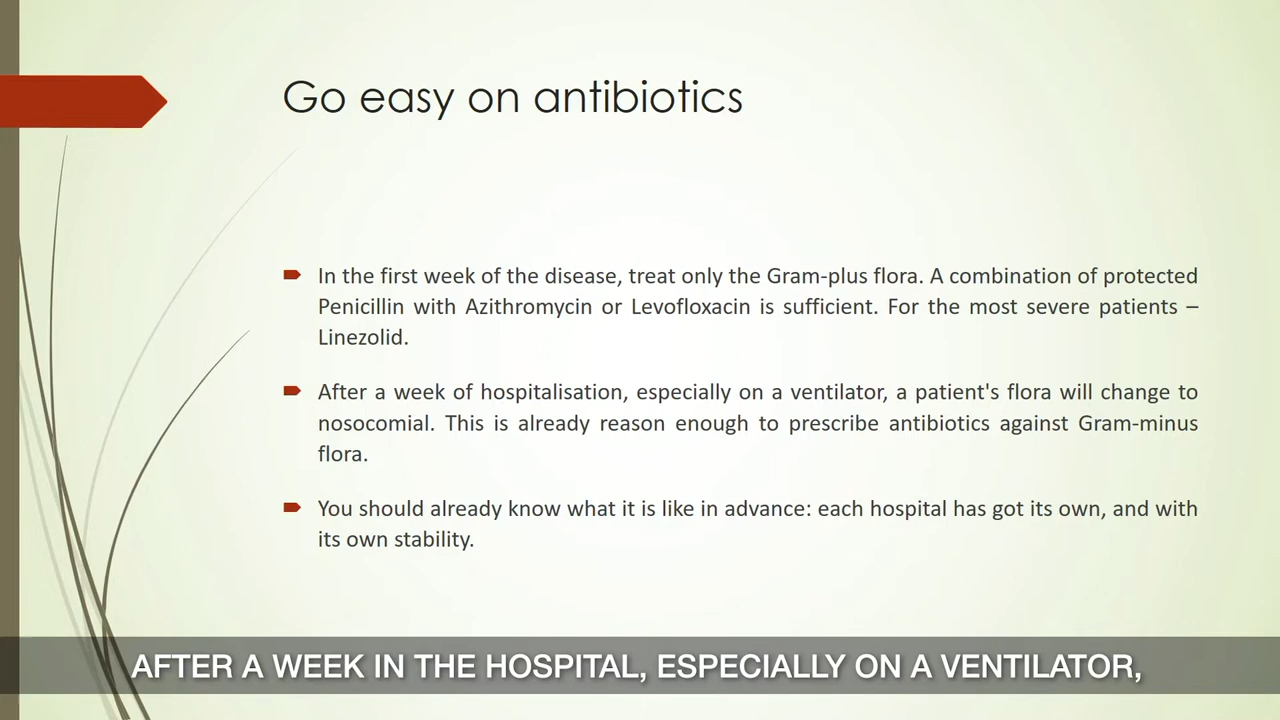 Go easy on antibiotics
In the first week of the disease, treat only the Gram-plus flora. A combination of protected
Penicillin with Azithromycin or Levofloxacin is sufficient. For the most severe patients –
Linezolid.
After a week of hospitalisation, especially on a ventilator, a patient's flora will change to
nosocomial. This is already reason enough to prescribe antibiotics against Gram-minus
flora.
You should already know what it is like in advance: each hospital has got its own, and with
its own stability.
AFTER A WEEK IN THE HOSPITAL, ESPECIALLY ON A VENTILATOR,